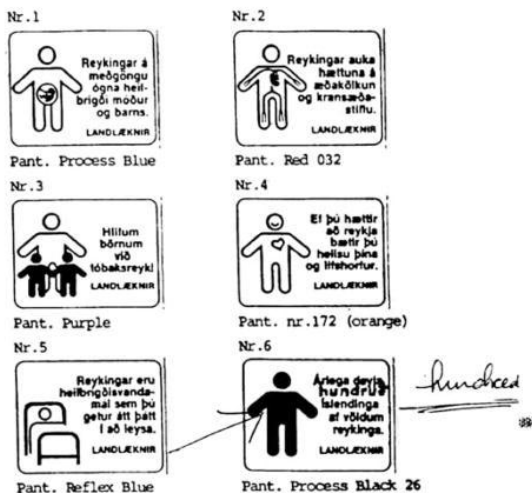 Nr.1
Reykingar á
meðgöngu
ógna heil-
brigði móður
og barns.
LANDLÆKNIR
Pant. Process Blue
Nr.2
Reykingar auka
hættuna á
æðakölkun
og kransæða-
stíflu.
LANDLÆKNIR
Pant. Red 032
Nr.3
Hlífum
börnum
við
tóbaksreyk!
LANDLÆKNIR
Pant. Purple
Nr.4
Ef þú hættir
að reykja
bætir þú
heilsu þína
og lífshorfur.
LANDLÆKNIR
Pant. nr.172 (orange)
Nr.5
Reykingar eru
heilbrigðisvanda-
mál sem þú
getur átt þátt
í að leysa.
LANDLÆKNIR
Pant. Reflex Blue
Nr.6
Árlega deyja
hundruð
Íslendinga
af völdum
reykinga.
LANDLÆKNIR
Pant. Process Black 26
hundred